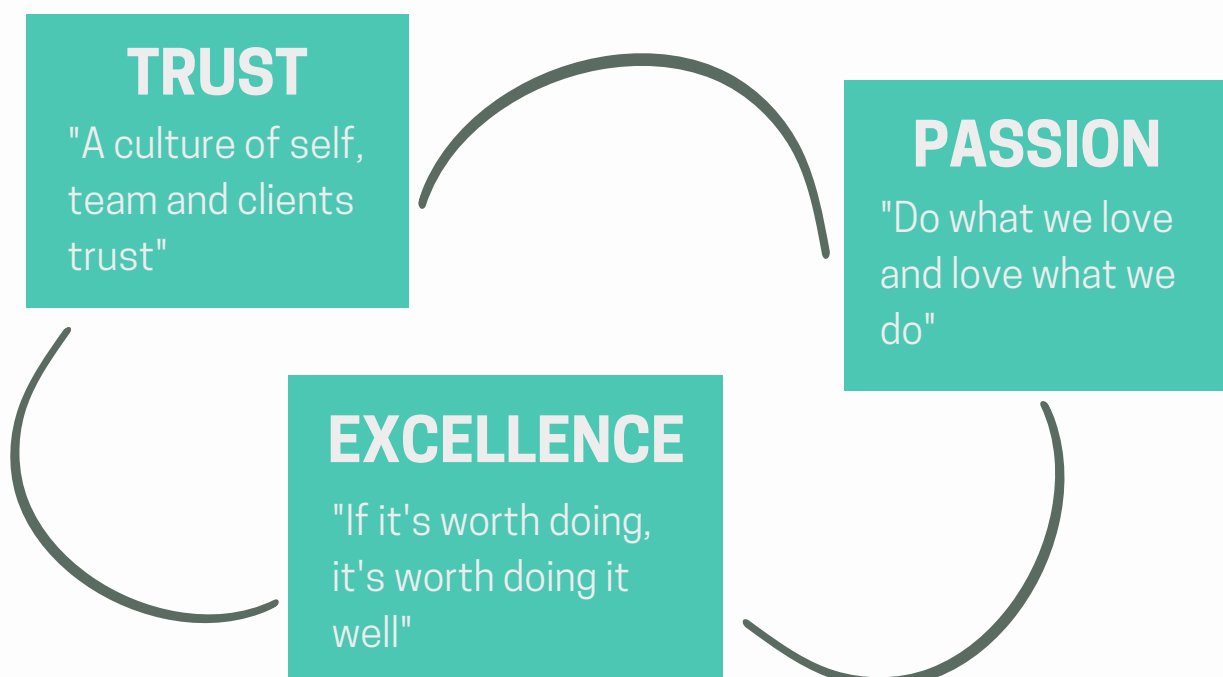 TRUST
"A culture of self,
team and clients
trust"
PASSION
"Do what we love
and love what we
do"
EXCELLENCE
"If it's worth doing,
it's worth doing it
well"